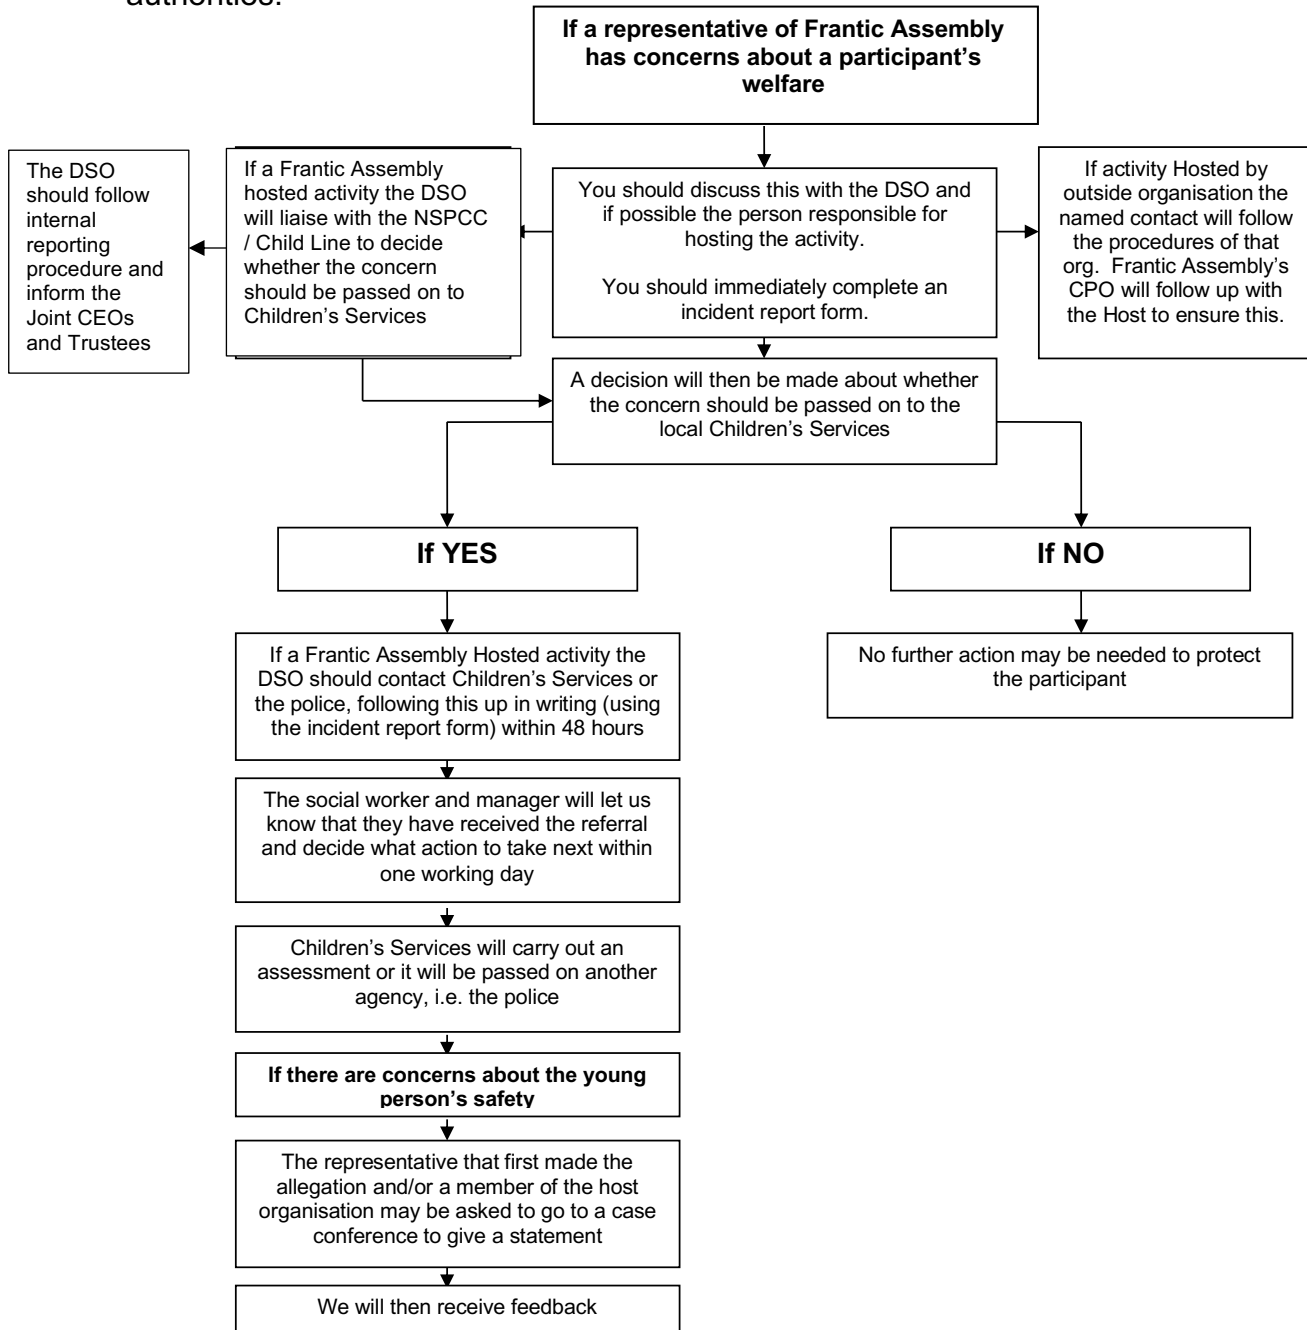 authorities.
If a representative of Frantic Assembly
has concerns about a participant’s
welfare
The DSO
should follow
internal
reporting
procedure and
inform the
Joint CEOs
and Trustees
If a Frantic Assembly
hosted activity the DSO
will liaise with the NSPCC
/ Child Line to decide
whether the concern
should be passed on to
Children’s Services
You should discuss this with the DSO and
if possible the person responsible for
hosting the activity.
You should immediately complete an
incident report form.
If activity Hosted by
outside organisation the
named contact will follow
the procedures of that
org.  Frantic Assembly’s
CPO will follow up with
the Host to ensure this.
A decision will then be made about whether
the concern should be passed on to the
local Children’s Services
If YES
If NO
If a Frantic Assembly Hosted activity the
DSO should contact Children’s Services or
the police, following this up in writing (using
the incident report form) within 48 hours
No further action may be needed to protect
the participant
The social worker and manager will let us
know that they have received the referral
and decide what action to take next within
one working day
Children’s Services will carry out an
assessment or it will be passed on another
agency, i.e. the police
If there are concerns about the young
person’s safety
The representative that first made the
allegation and/or a member of the host
organisation may be asked to go to a case
conference to give a statement
We will then receive feedback